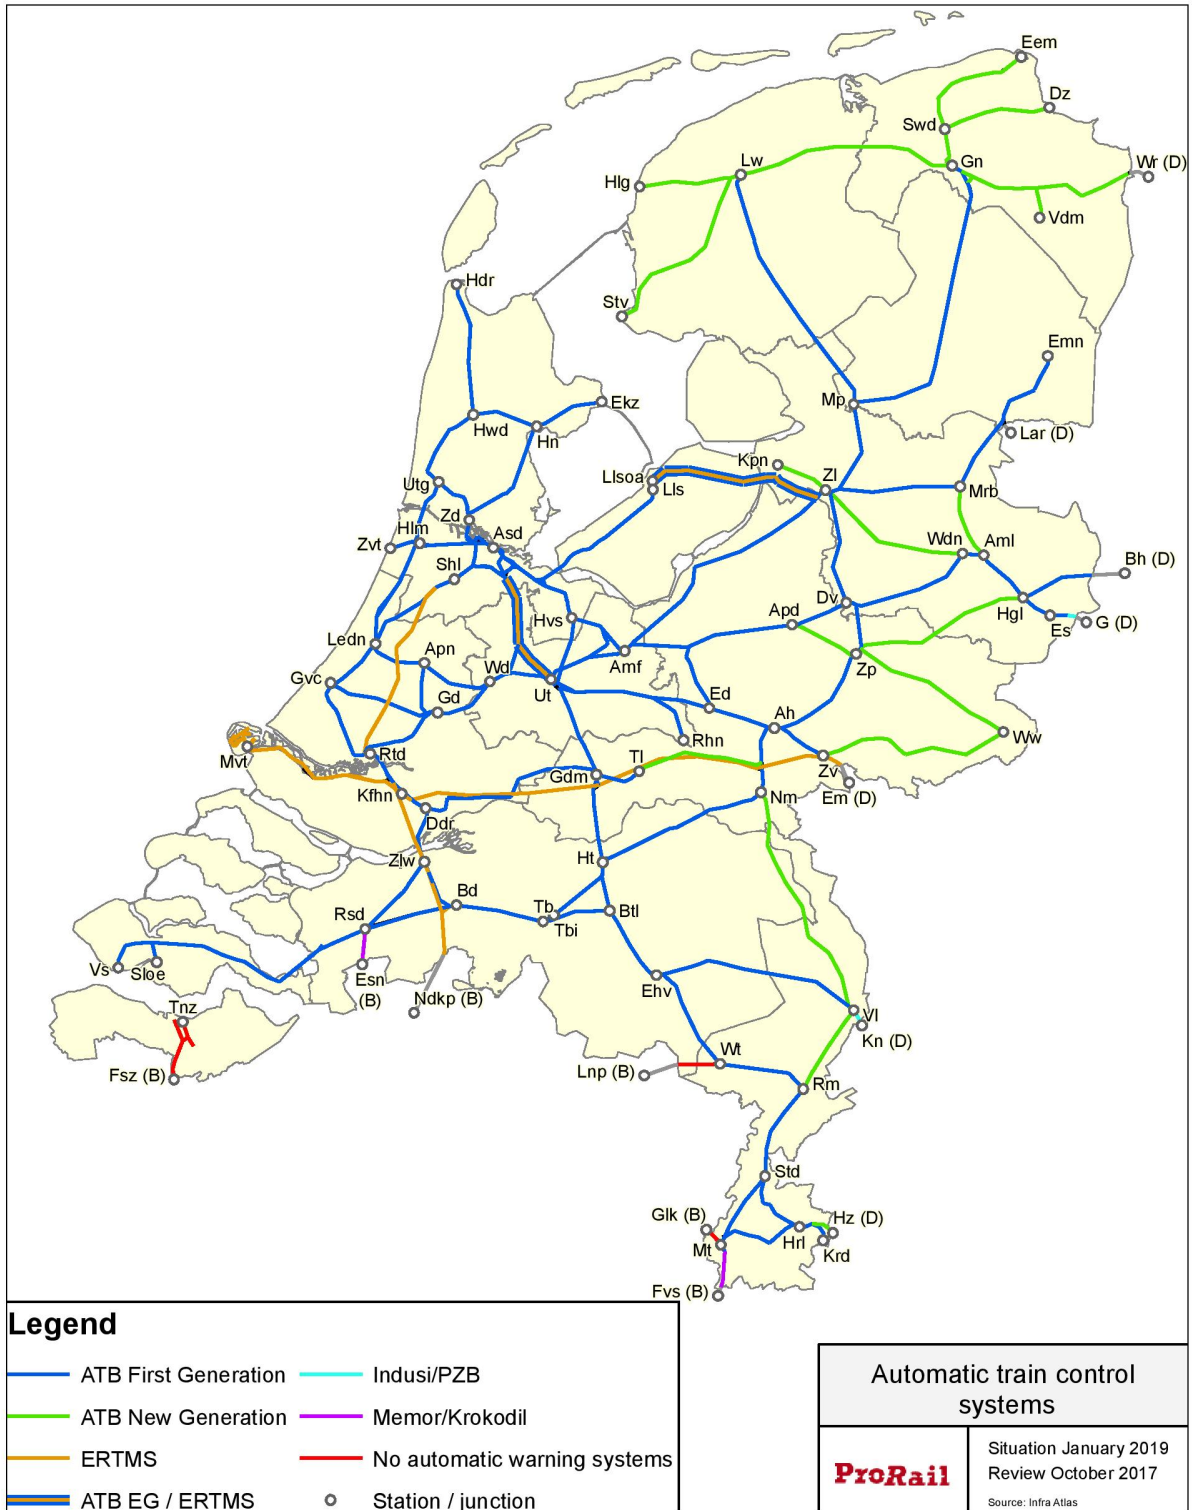 Eem
Dz
Swd
Gn
Wr (D)
Lw
Hlg
Vdm
Hdr
Stv
Emn
Mp
Ekz
Hwd
Hn
Lar (D)
Kpn
Zl
Llsoa
Lls
Mrb
Utg
Zd
Hlm
Asd
Zvt
Wdn
Aml
Bh (D)
Shl
Dv
Apd
Hvs
Hgl
Es
G (D)
Ledn
Apn
Amf
Zp
Wd
Gvc
Ut
Ed
Gd
Ah
Rhn
Ww
Mvt
Rtd
Tl
Zv
Gdm
Em (D)
Kfhn
Nm
Ddr
Zlw
Ht
Bd
Tb
Btl
Rsd
Tbi
Vs
Sloe
Esn
(B)
Ehv
Ndkp (B)
Tnz
Vl
Kn (D)
Wt
Fsz (B)
Lnp (B)
Rm
Std
Glk (B)
Hz (D)
Mt
Hrl
Krd
Fvs (B)
Legend
ATB First Generation
Indusi/PZB
ATB New Generation
Memor/Krokodil
ERTMS
No automatic warning systems
ATB EG / ERTMS
Station / junction
Automatic train control
systems
ProRail
Situation January 2019
Review October 2017
Source: Infra Atlas